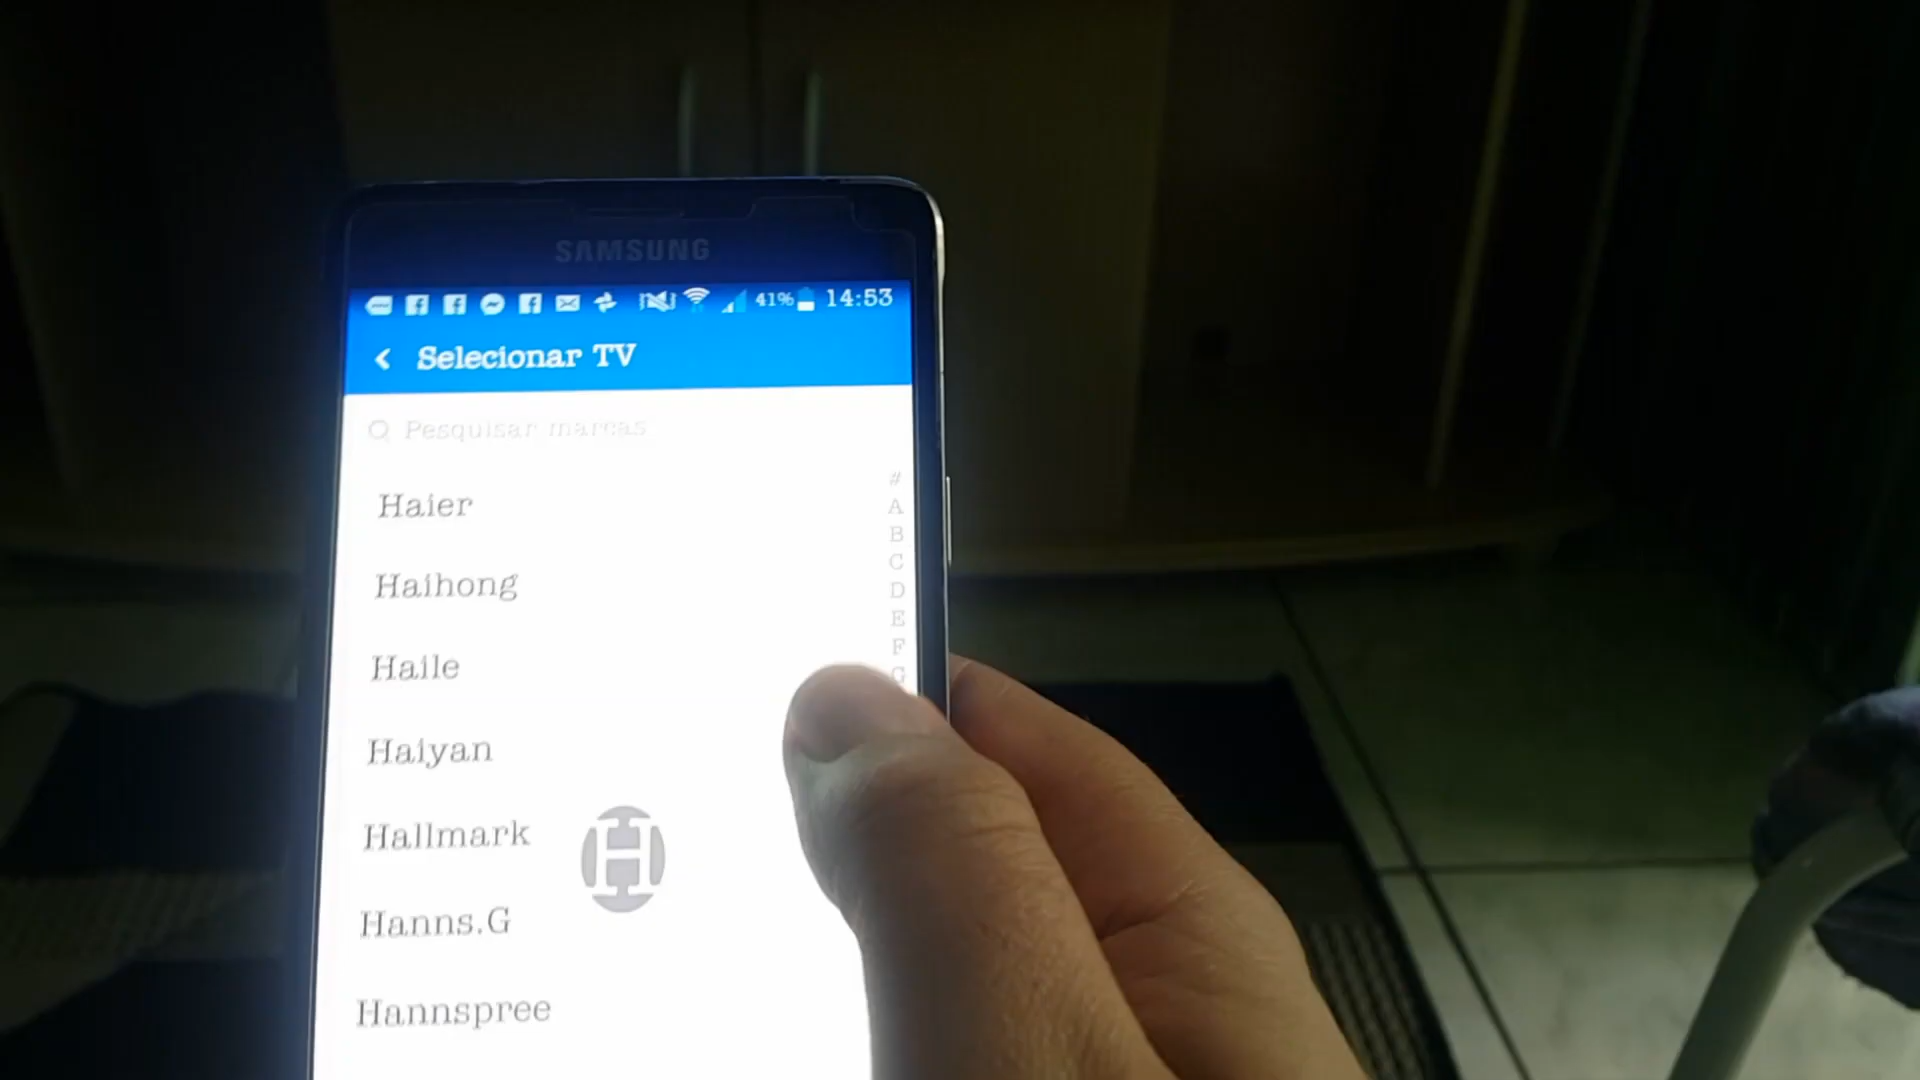 SAMSUNG
41% 14:53
Selecionar TV
Pesquisar marcas
Haier
Haihong
Haile
Haiyan
Hallmark
Hanns.G
Hannspree
H
#
A
B
C
D
E
F
G